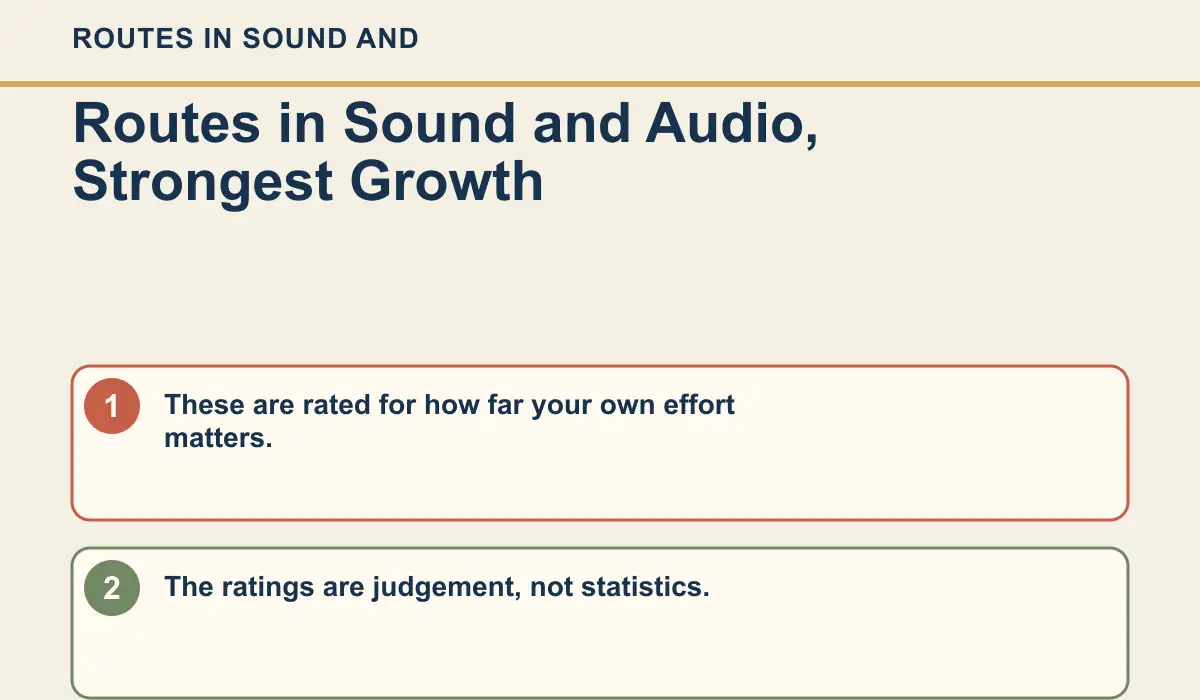 ROUTES IN SOUND AND
Routes in Sound and Audio,
Strongest Growth
1
These are rated for how far your own effort
matters.
2
The ratings are judgement, not statistics.